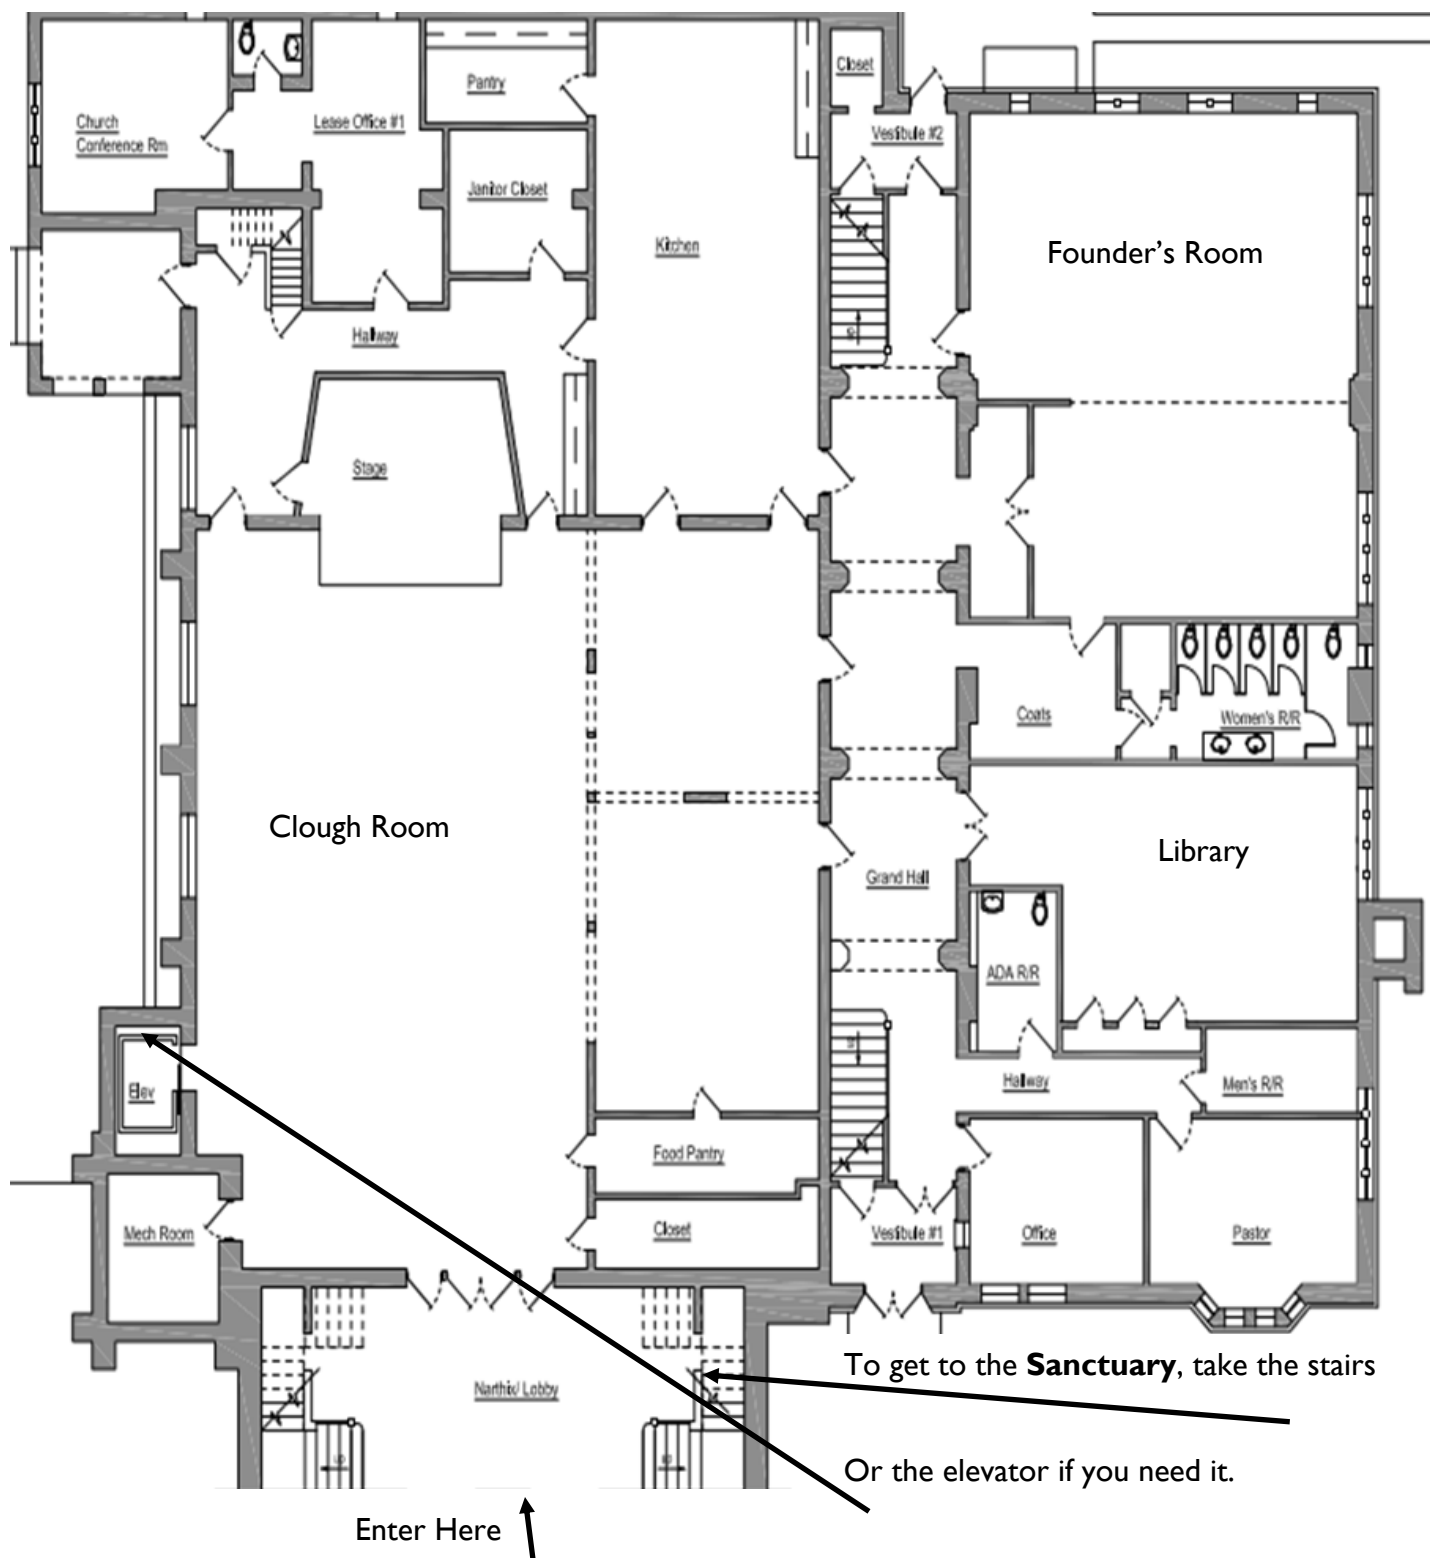 Closet
Pantry
Church
Conference Rm
Lease Office #1
Vestibule #2
Janitor Closet
Kitchen
Founder's Room
Hallway
Stage
Coats
Women's R/R
Clough Room
Library
Grand Hall
ADA R/R
Elev
Hallway
Men's R/R
Food Pantry
Mech Room
Closet
Vestibule #1
Office
Pastor
To get to the Sanctuary, take the stairs
Narthix/ Lobby
Or the elevator if you need it.
Enter Here